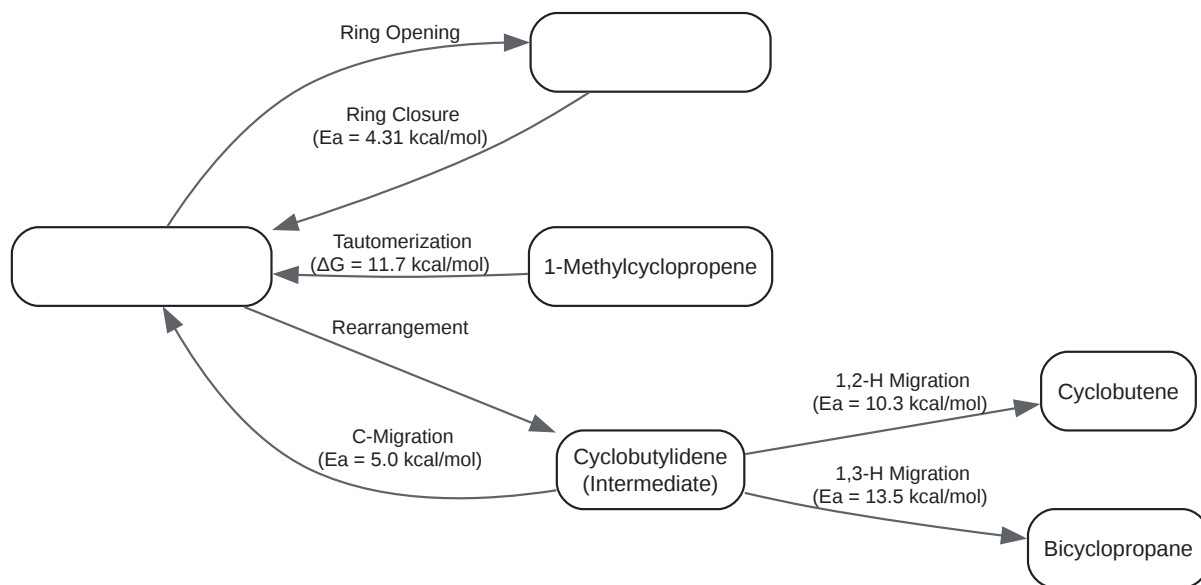 Ring Opening
Ring Closure
(Ea = 4.31 kcal/mol)
Tautomerization
(ΔG = 11.7 kcal/mol)
1-Methylcyclopropene
Rearrangement
C-Migration
(Ea = 5.0 kcal/mol)
Cyclobutylidene
(Intermediate)
1,2-H Migration
(Ea = 10.3 kcal/mol)
Cyclobutene
1,3-H Migration
(Ea = 13.5 kcal/mol)
Bicyclopropane